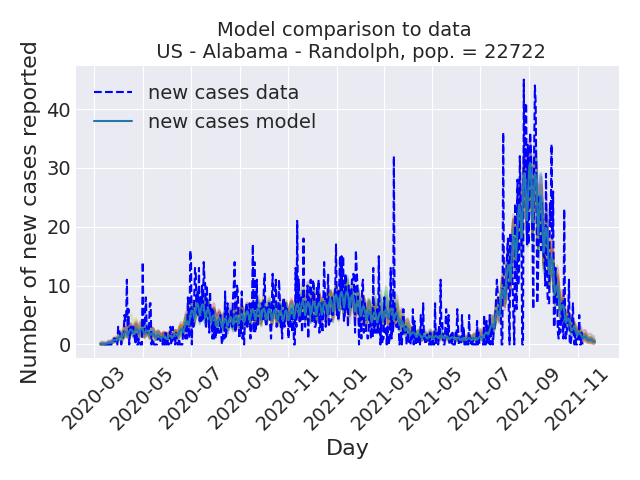 Model comparison to data
US - Alabama - Randolph, pop. = 22722
Number of new cases reported
new cases data
new cases model
40
30
20
10
0
2020-03
2020-05
2020-07
2020-09
2020-11
2021-01
2021-03
2021-05
2021-07
2021-09
2021-11
Day